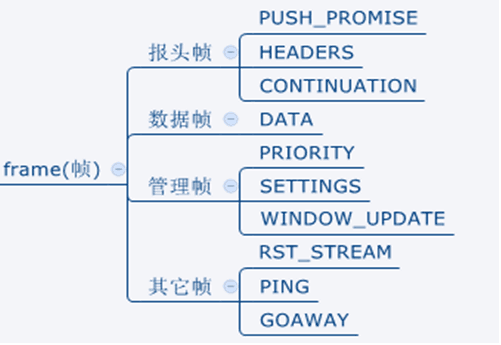 frame(帧)
报头帧
PUSH_PROMISE
HEADERS
CONTINUATION
数据帧
DATA
管理帧
PRIORITY
SETTINGS
WINDOW_UPDATE
其它帧
RST_STREAM
PING
GOAWAY